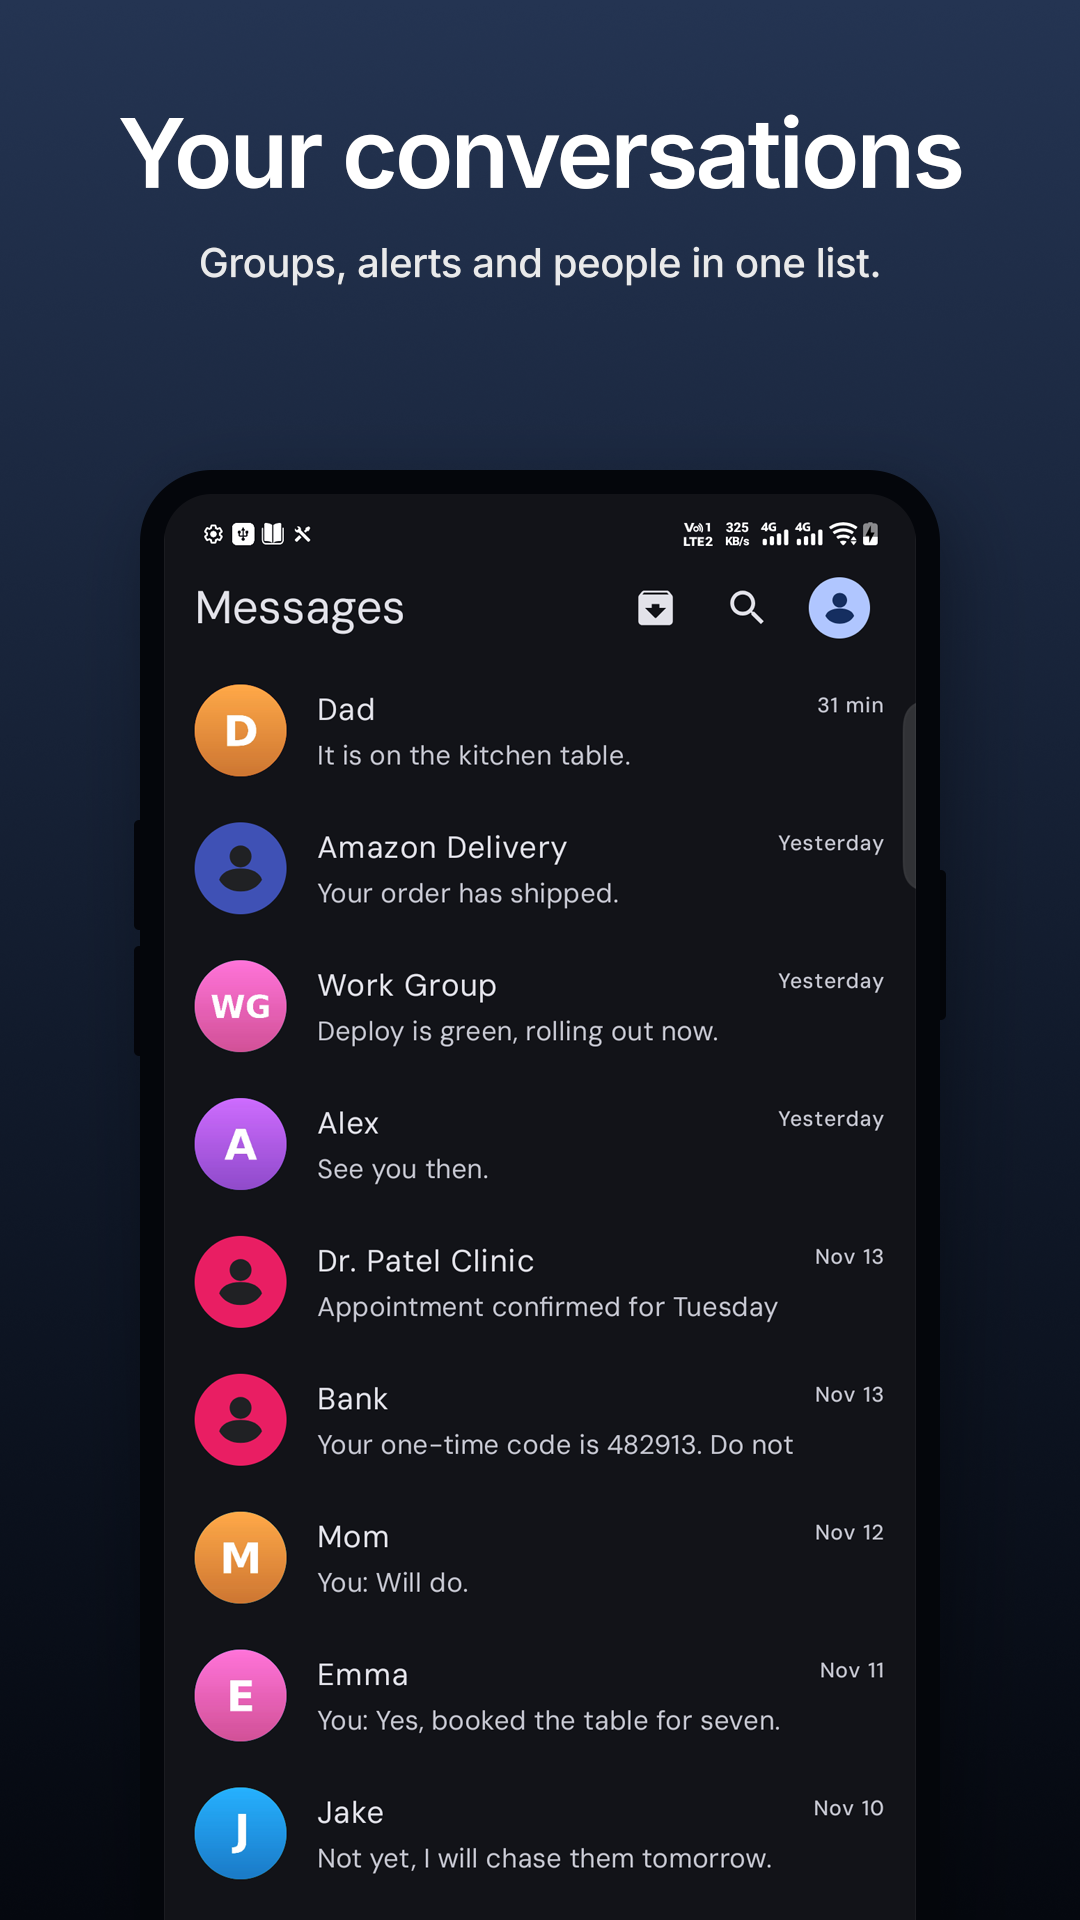 Your conversations
Groups, alerts and people in one list.
Vo 1 325 4G 4G
LTE2 KB/s
Messages
D Dad 31 min
It is on the kitchen table.
Amazon Delivery Yesterday
Your order has shipped.
WG Work Group Yesterday
Deploy is green, rolling out now.
A Alex Yesterday
See you then.
Dr. Patel Clinic Nov 13
Appointment confirmed for Tuesday
Bank Nov 13
Your one-time code is 482913. Do not
M Mom Nov 12
You: Will do.
E Emma Nov 11
You: Yes, booked the table for seven.
J Jake Nov 10
Not yet, I will chase them tomorrow.